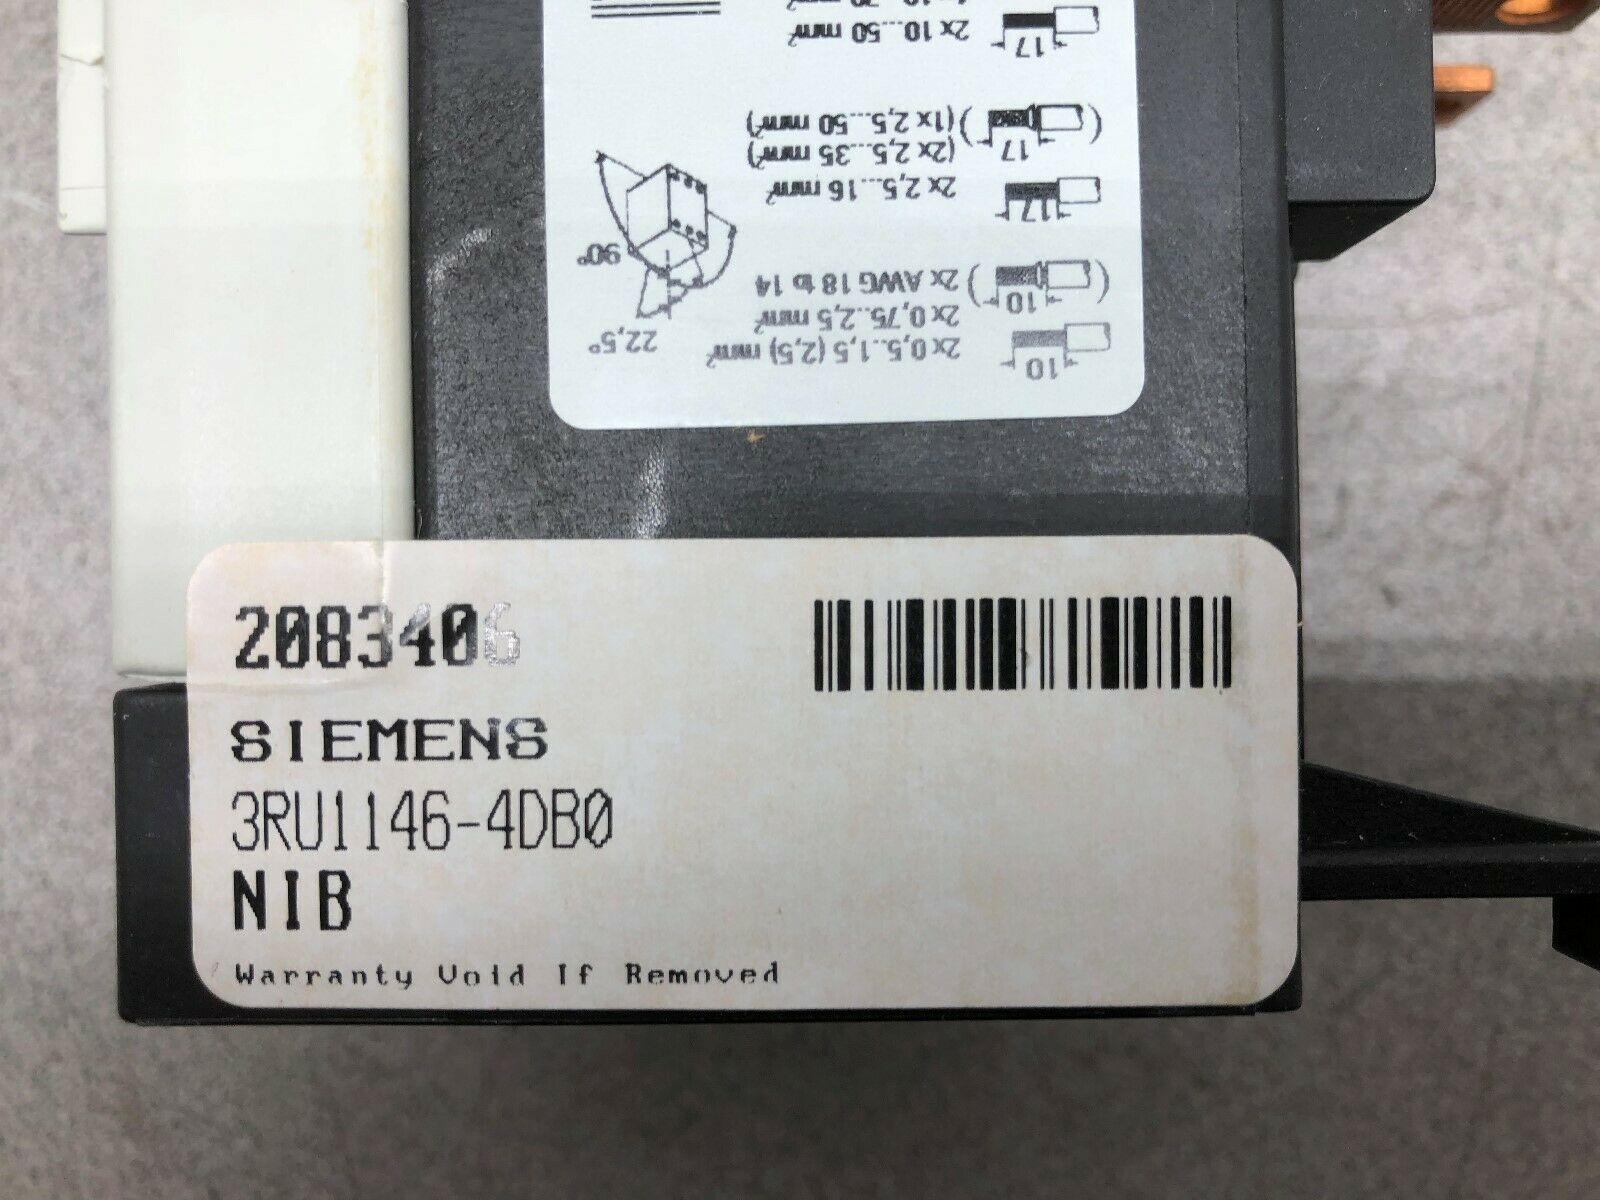 2083406
SIEMENS
3RU1146-4DB0
NIB
Warranty Void If Removed
10
2x 0,5..1,5 (2,5) mm²
22,5°
10
2x 0,75..2,5 mm²
2x AWG 18 to 14
90°
17
2x 2,5...16 mm²
17
(2x 2,5...35 mm²)
(1x 2,5...50 mm²)
17
2x 10...50 mm²